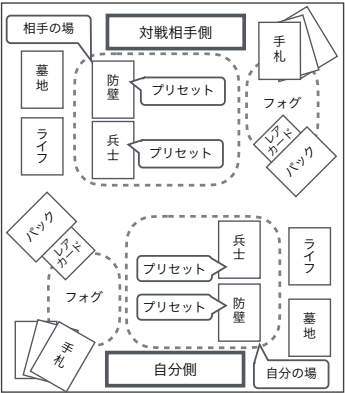 相手の場
対戦相手側
手札
墓地
防壁
プリセット
フォグ
ライフ
兵士
プリセット
レア
カード
パック
パック
レア
カード
兵士
ライフ
プリセット
フォグ
プリセット
防壁
墓地
手札
自分側
自分の場